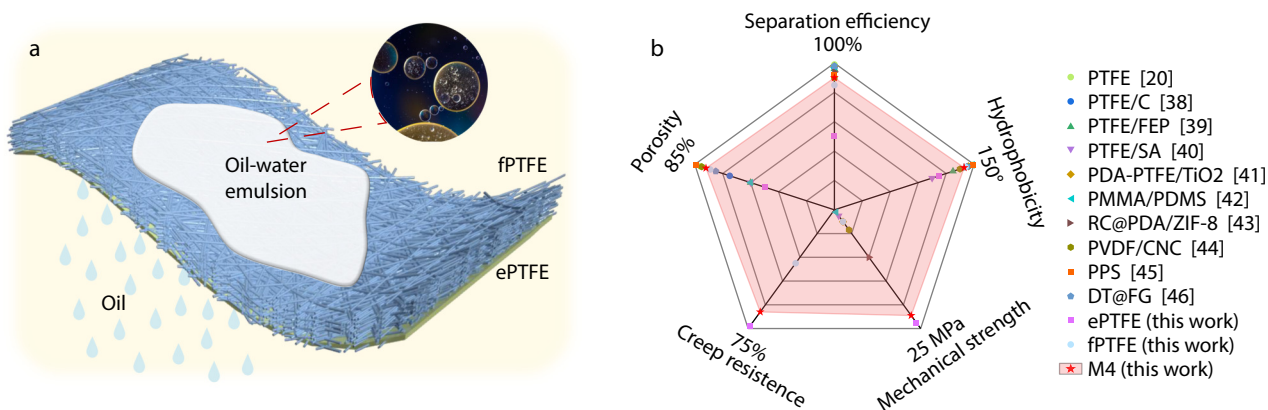 a
Oil-water
emulsion
fPTFE
ePTFE
Oil
b
Separation efficiency
100%
Hydrophobicity
150°
25 MPa
Mechanical strength
75%
Creep resistence
Porosity
85%
PTFE [20]
PTFE/C [38]
PTFE/FEP [39]
PTFE/SA [40]
PDA-PTFE/TiO2 [41]
PMMA/PDMS [42]
RC@PDA/ZIF-8 [43]
PVDF/CNC [44]
PPS [45]
DT@FG [46]
ePTFE (this work)
fPTFE (this work)
M4 (this work)